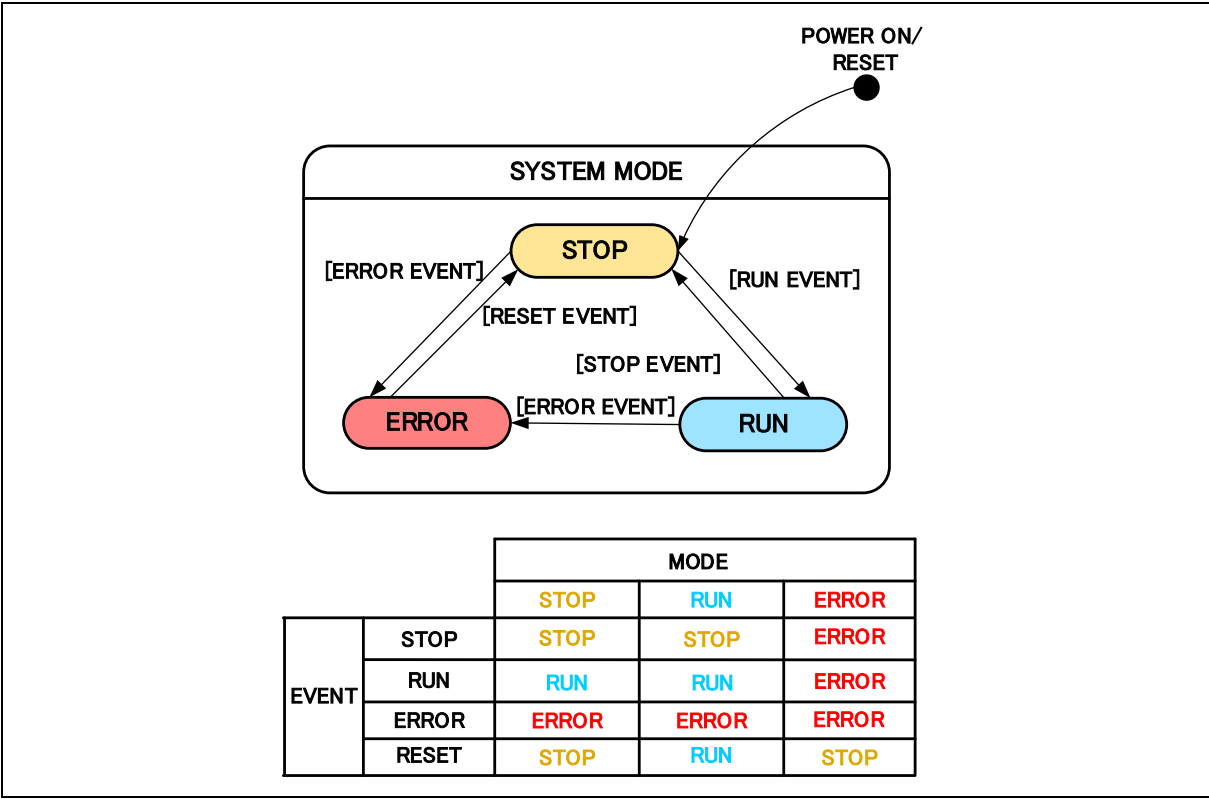 POWER ON/
RESET
SYSTEM MODE
STOP
[ERROR EVENT]
[RUN EVENT]
[RESET EVENT]
[STOP EVENT]
[ERROR EVENT]
ERROR
RUN
MODE
STOP RUN ERROR
EVENT
STOP STOP STOP ERROR
RUN RUN RUN ERROR
ERROR ERROR ERROR ERROR
RESET STOP RUN STOP